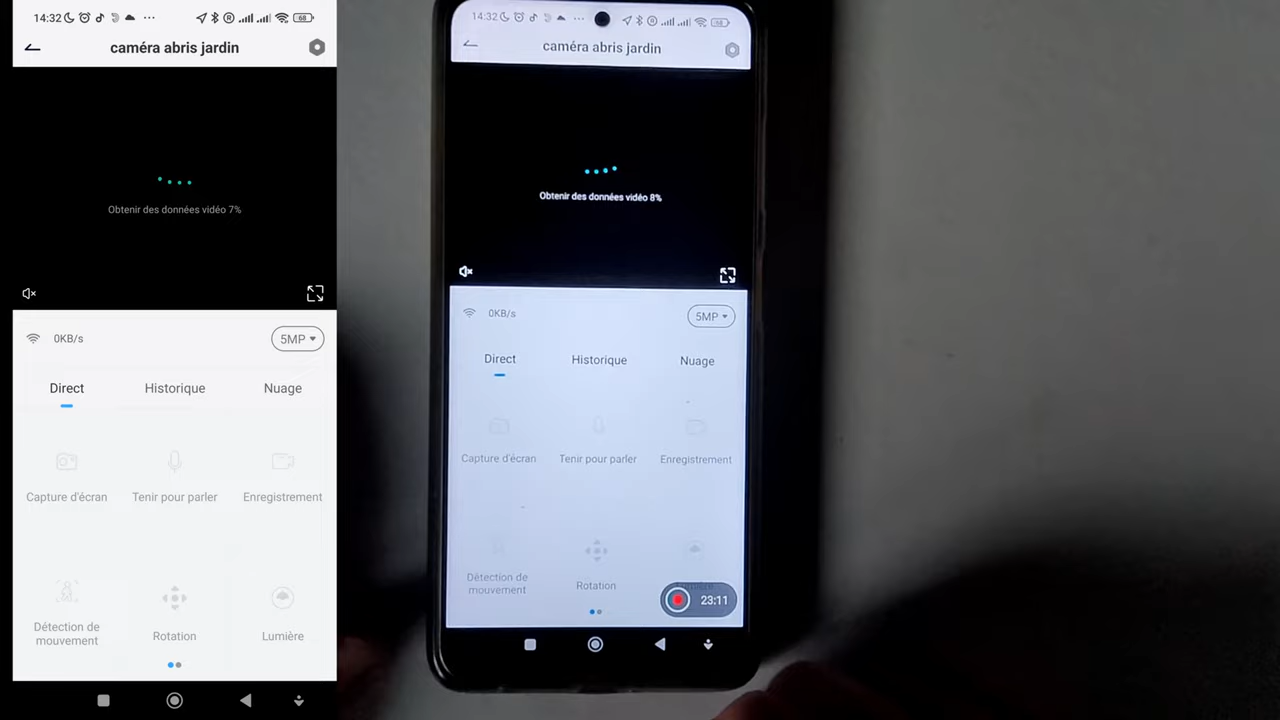 14:32
68
caméra abris jardin
Obtenir des données vidéo 7%
0KB/s
5MP
Direct
Historique
Nuage
Capture d'écran
Tenir pour parler
Enregistrement
Détection de
mouvement
Rotation
Lumière
14:32
caméra abris jardin
Obtenir des données vidéo 8%
0KB/s
5MP
Direct
Historique
Nuage
Capture d'écran
Tenir pour parler
Enregistrement
Détection de
mouvement
Rotation
23:11